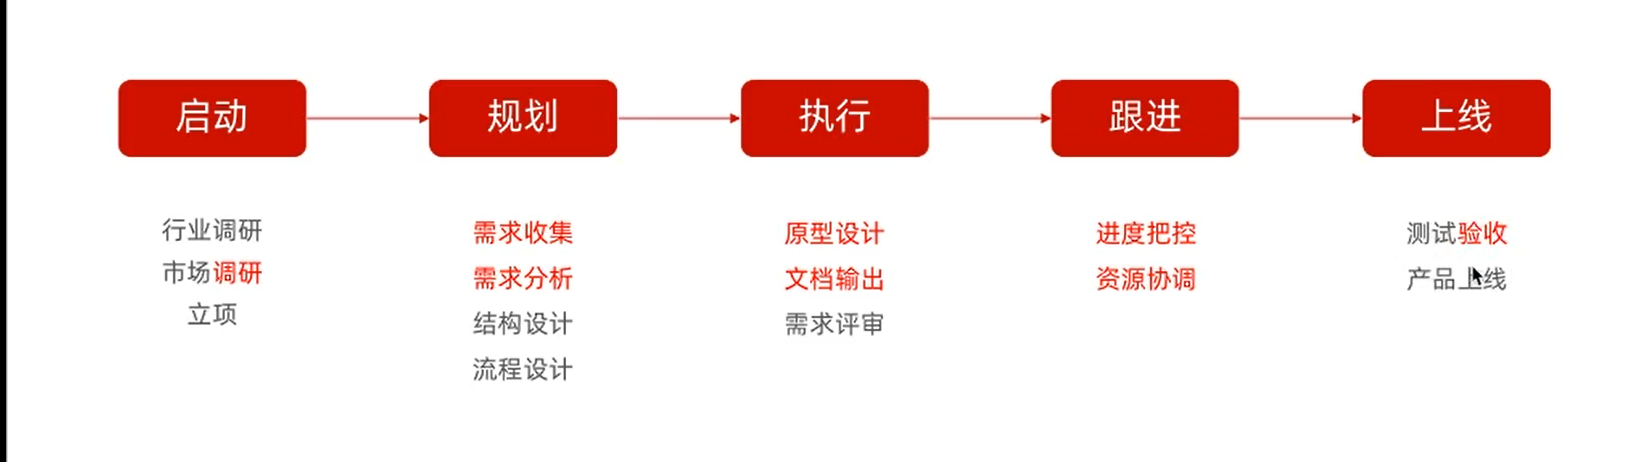 启动
规划
执行
跟进
上线
行业调研
市场调研
立项
需求收集
需求分析
结构设计
流程设计
原型设计
文档输出
需求评审
进度把控
资源协调
测试验收
产品上线